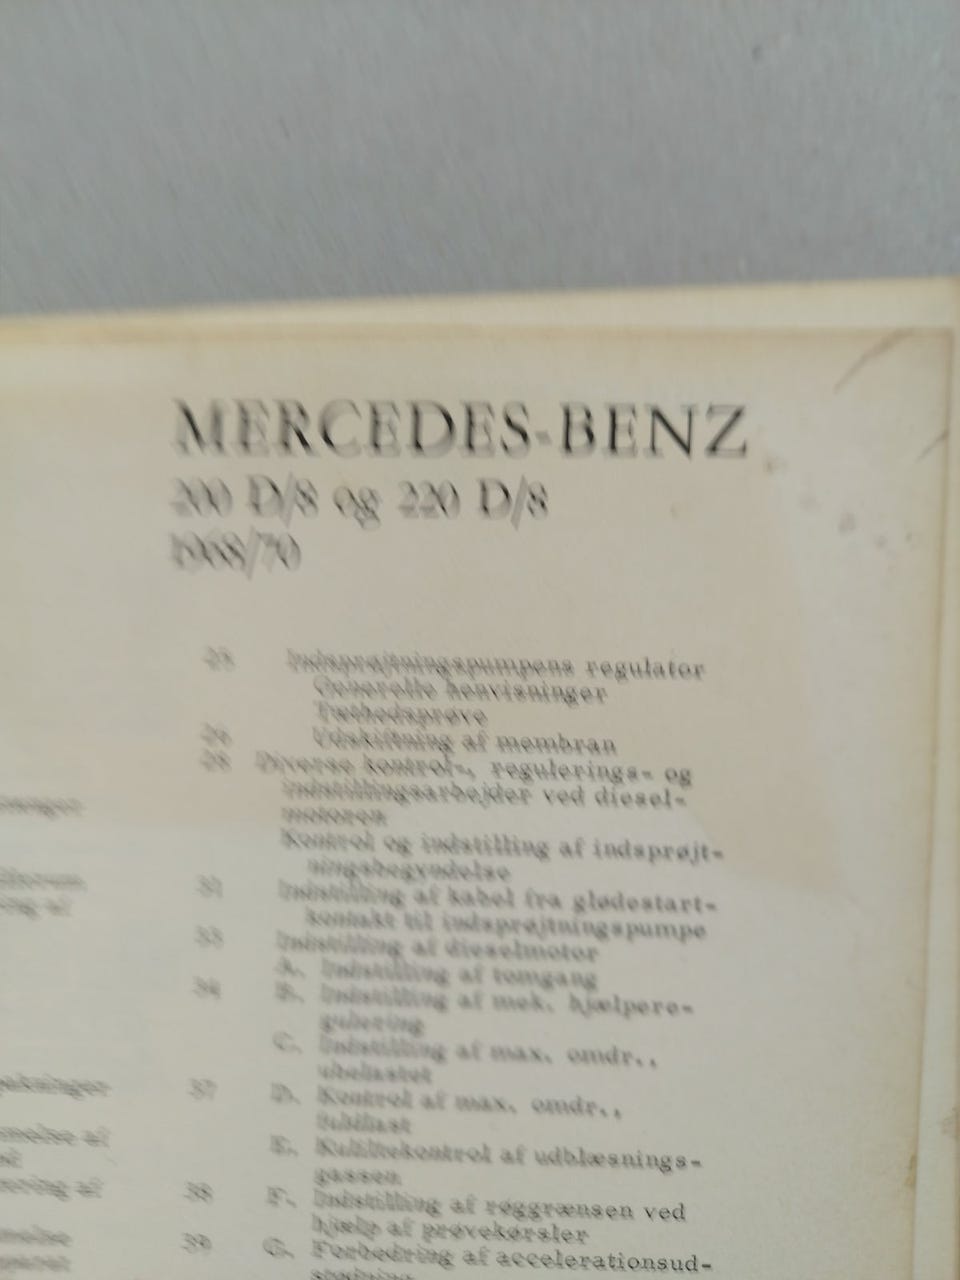 MERCEDES-BENZ
200 D/8 og 220 D/8
1968/70
Indsprøjtningspumpens regulator
Generelle henvisninger
Tæthedsprøve
Udskiftning af membran
28 Diverse kontrol-, regulerings- og
indstillingsarbejder ved diesel-
motoren
Kontrol og indstilling af indsprøjt-
ningsbegyndelse
31 Indstilling af kabel fra glødestart-
kontakt til indsprøjtningspumpe
33 Indstilling af dieselmotor
A. Indstilling af tomgang
34 B. Indstilling af mek. hjælpere-
gulering
C. Indstilling af max. omdr.,
ubelastet
37 D. Kontrol af max. omdr.,
fuldlast
E. Kultiltekontrol af udblæsnings-
gassen
38 F. Indstilling af røggrænsen ved
hjælp af prøvekørsler
39 G. Forbedring af accelerationsud-